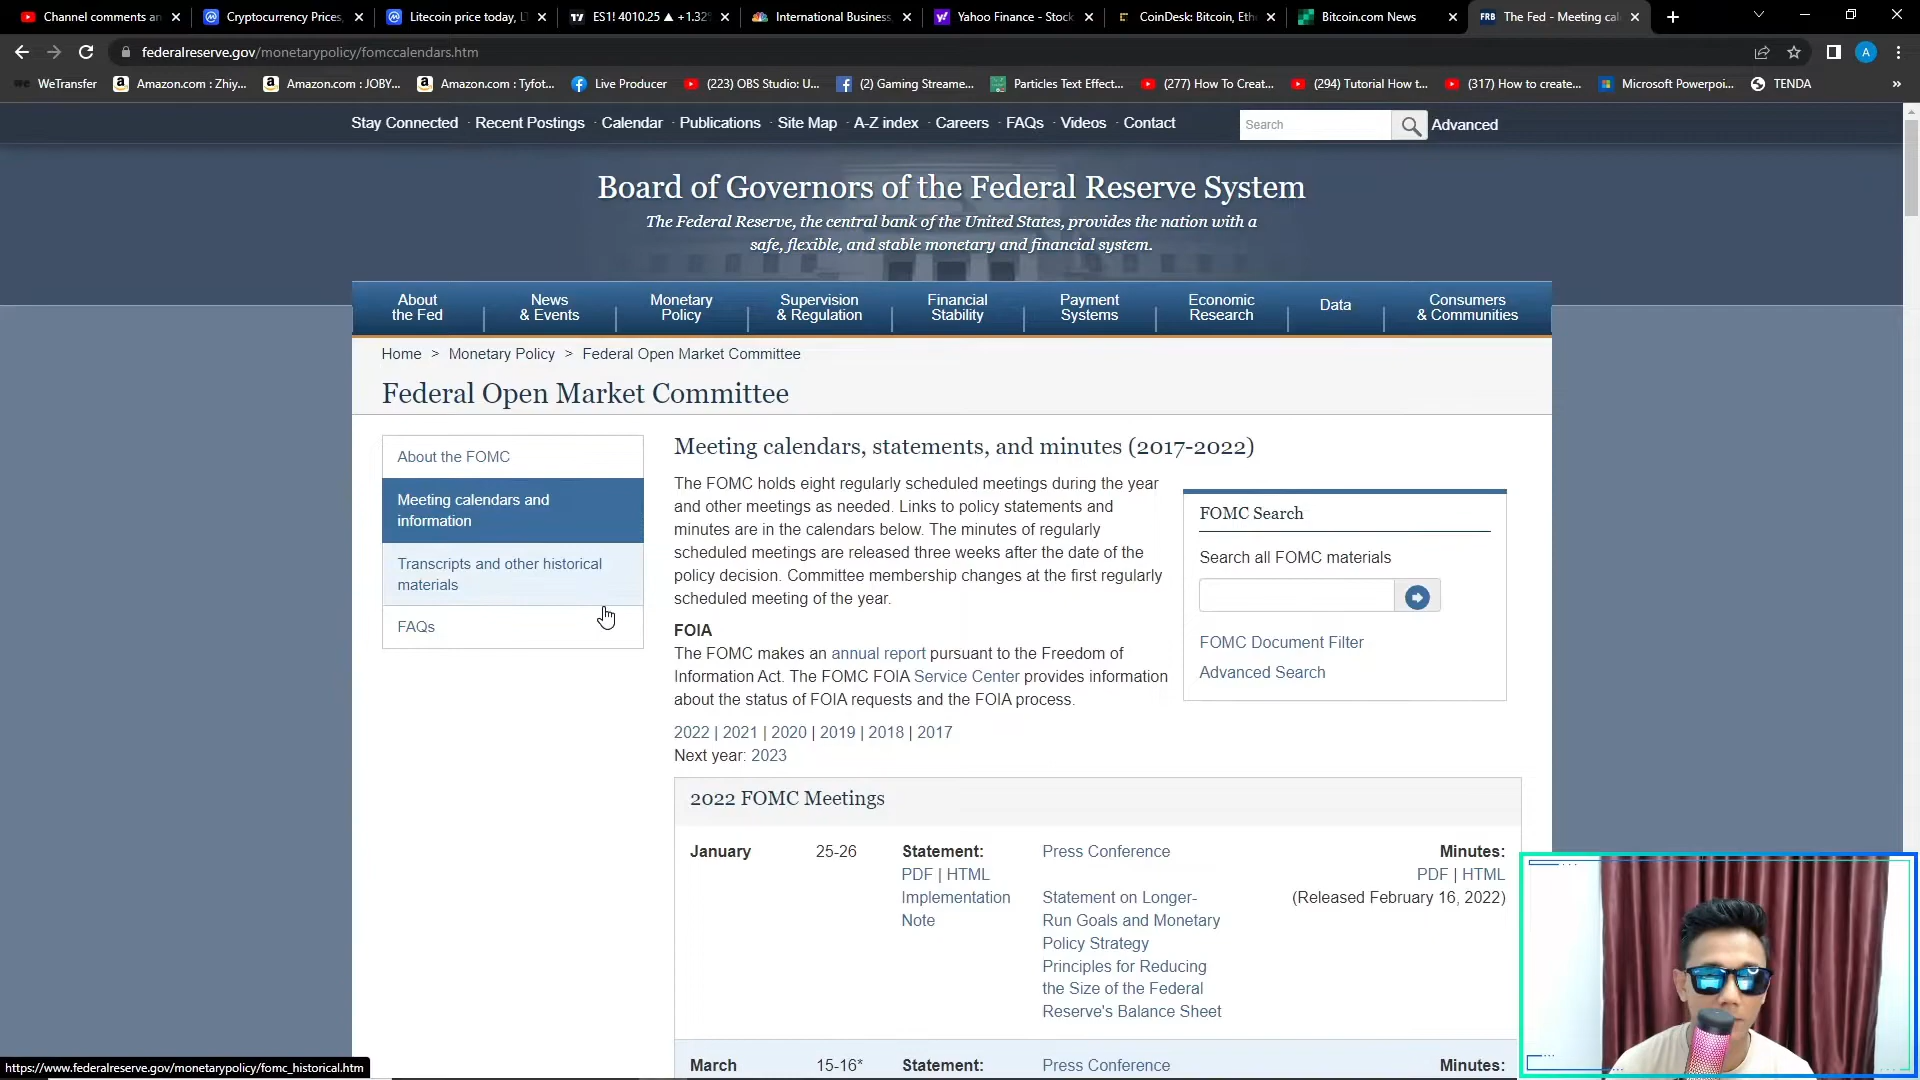 Channel comments an
Cryptocurrency Prices,
Litecoin price today, L
ES1! 4010.25 ▲ +1.32
International Business,
Yahoo Finance - Stock
CoinDesk: Bitcoin, Eth
Bitcoin.com News
FRB The Fed - Meeting cal
federalreserve.gov/monetarypolicy/fomccalendars.htm
A
WeTransfer
Amazon.com : Zhiy...
Amazon.com : JOBY...
Amazon.com : Tyfot...
Live Producer
(223) OBS Studio: U...
(2) Gaming Streame...
Particles Text Effect...
(277) How To Creat...
(294) Tutorial How t...
(317) How to create...
Microsoft Powerpoi...
TENDA
»
Stay Connected
Recent Postings
Calendar
Publications
Site Map
A-Z index
Careers
FAQs
Videos
Contact
Search
Advanced
Board of Governors of the Federal Reserve System
The Federal Reserve, the central bank of the United States, provides the nation with a
safe, flexible, and stable monetary and financial system.
About
the Fed
News
& Events
Monetary
Policy
Supervision
& Regulation
Financial
Stability
Payment
Systems
Economic
Research
Data
Consumers
& Communities
Home > Monetary Policy > Federal Open Market Committee
Federal Open Market Committee
About the FOMC
Meeting calendars and
information
Transcripts and other historical
materials
FAQs
Meeting calendars, statements, and minutes (2017-2022)
The FOMC holds eight regularly scheduled meetings during the year
and other meetings as needed. Links to policy statements and
minutes are in the calendars below. The minutes of regularly
scheduled meetings are released three weeks after the date of the
policy decision. Committee membership changes at the first regularly
scheduled meeting of the year.
FOIA
The FOMC makes an annual report pursuant to the Freedom of
Information Act. The FOMC FOIA Service Center provides information
about the status of FOIA requests and the FOIA process.
2022 | 2021 | 2020 | 2019 | 2018 | 2017
Next year: 2023
FOMC Search
Search all FOMC materials
FOMC Document Filter
Advanced Search
2022 FOMC Meetings
January
25-26
Statement:
PDF | HTML
Implementation
Note
Press Conference
Statement on Longer-
Run Goals and Monetary
Policy Strategy
Principles for Reducing
the Size of the Federal
Reserve's Balance Sheet
Minutes:
PDF | HTML
(Released February 16, 2022)
March
15-16*
Statement:
Press Conference
Minutes:
https://www.federalreserve.gov/monetarypolicy/fomc_historical.htm